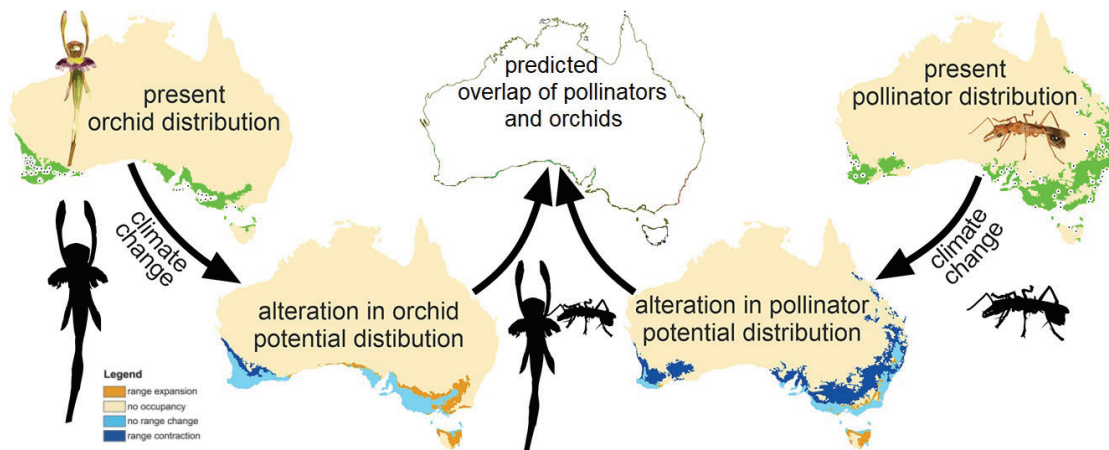 present
orchid distribution
predicted
overlap of pollinators
and orchids
present
pollinator distribution
climate
change
climate
change
alteration in orchid
potential distibution
alteration in pollinator
potential distribution
Legend
range expansion
no occupancy
no range change
range contraction